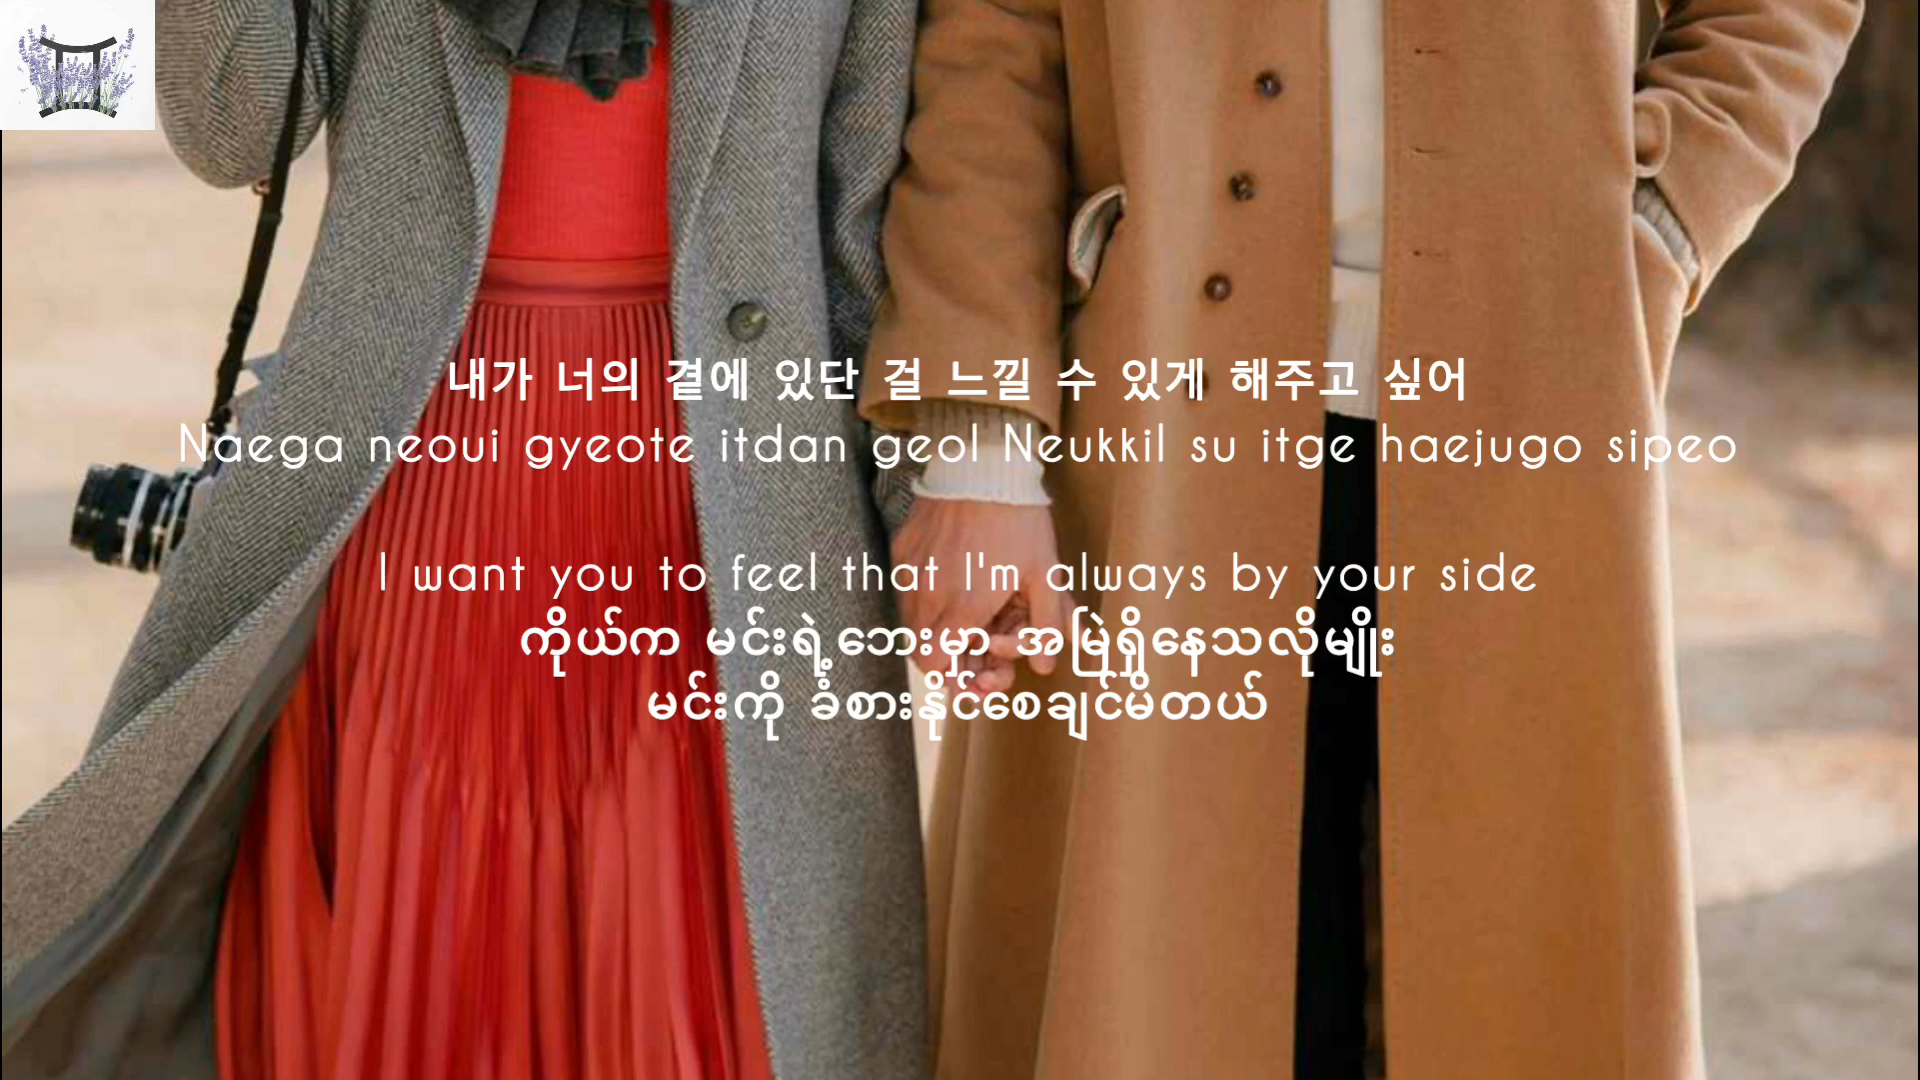 내가 너의 곁에 있단 걸 느낄 수 있게 해주고 싶어
Naega neoui gyeote itdan geol Neukkil su itge haejugo sipeo
I want you to feel that I'm always by your side
ကိုယ်က မင်းရဲ့ဘေးမှာ အမြဲရှိနေသလိုမျိုး
မင်းကို ခံစားနိုင်စေချင်မိတယ်